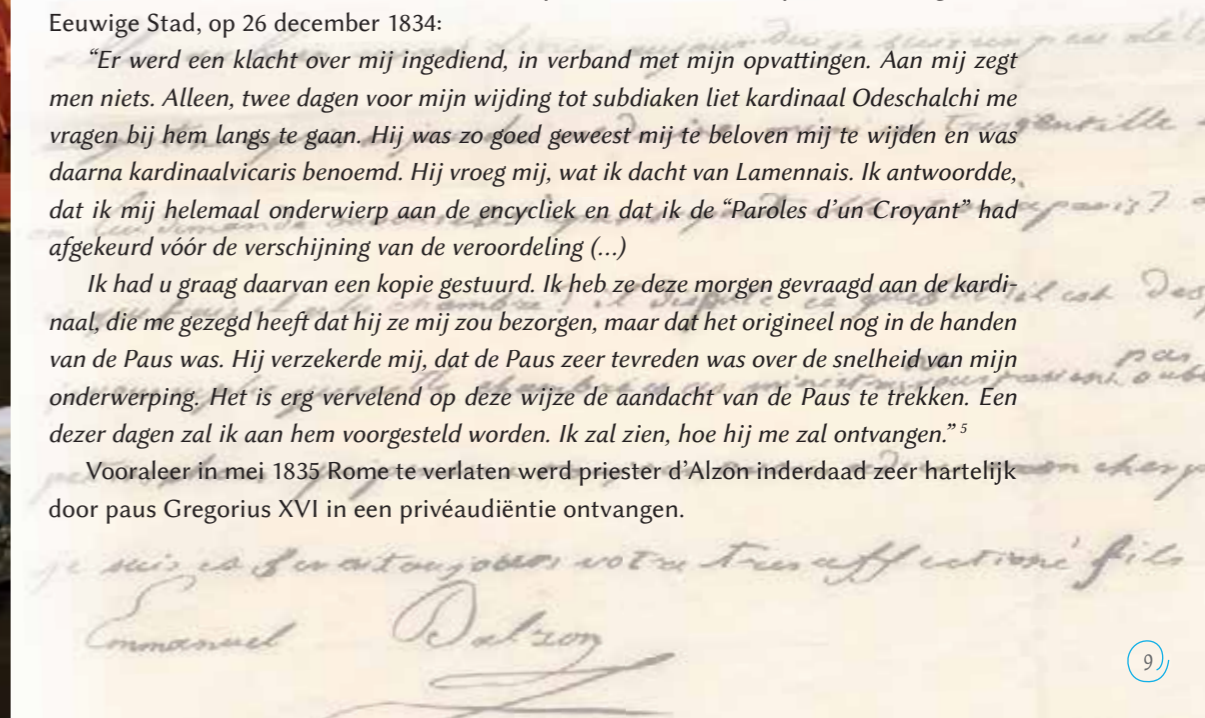 Eeuwige Stad, op 26 december 1834:
“Er werd een klacht over mij ingediend, in verband met mijn opvattingen. Aan mij zegt
men niets. Alleen, twee dagen voor mijn wijding tot subdiaken liet kardinaal Odeschalchi me
vragen bij hem langs te gaan. Hij was zo goed geweest mij te beloven mij te wijden en was
daarna kardinaalvicaris benoemd. Hij vroeg mij, wat ik dacht van Lamennais. Ik antwoordde,
dat ik mij helemaal onderwierp aan de encycliek en dat ik de “Paroles d’un Croyant” had
afgekeurd vóór de verschijning van de veroordeling (…)
Ik had u graag daarvan een kopie gestuurd. Ik heb ze deze morgen gevraagd aan de kardi-
naal, die me gezegd heeft dat hij ze mij zou bezorgen, maar dat het origineel nog in de handen
van de Paus was. Hij verzekerde mij, dat de Paus zeer tevreden was over de snelheid van mijn
onderwerping. Het is erg vervelend op deze wijze de aandacht van de Paus te trekken. Een
dezer dagen zal ik aan hem voorgesteld worden. Ik zal zien, hoe hij me zal ontvangen.” 5
Vooraleer in mei 1835 Rome te verlaten werd priester d’Alzon inderdaad zeer hartelijk
door paus Gregorius XVI in een privéaudiëntie ontvangen.
je suis votre tres affectioné fils
Emmanuel Dalzon
9